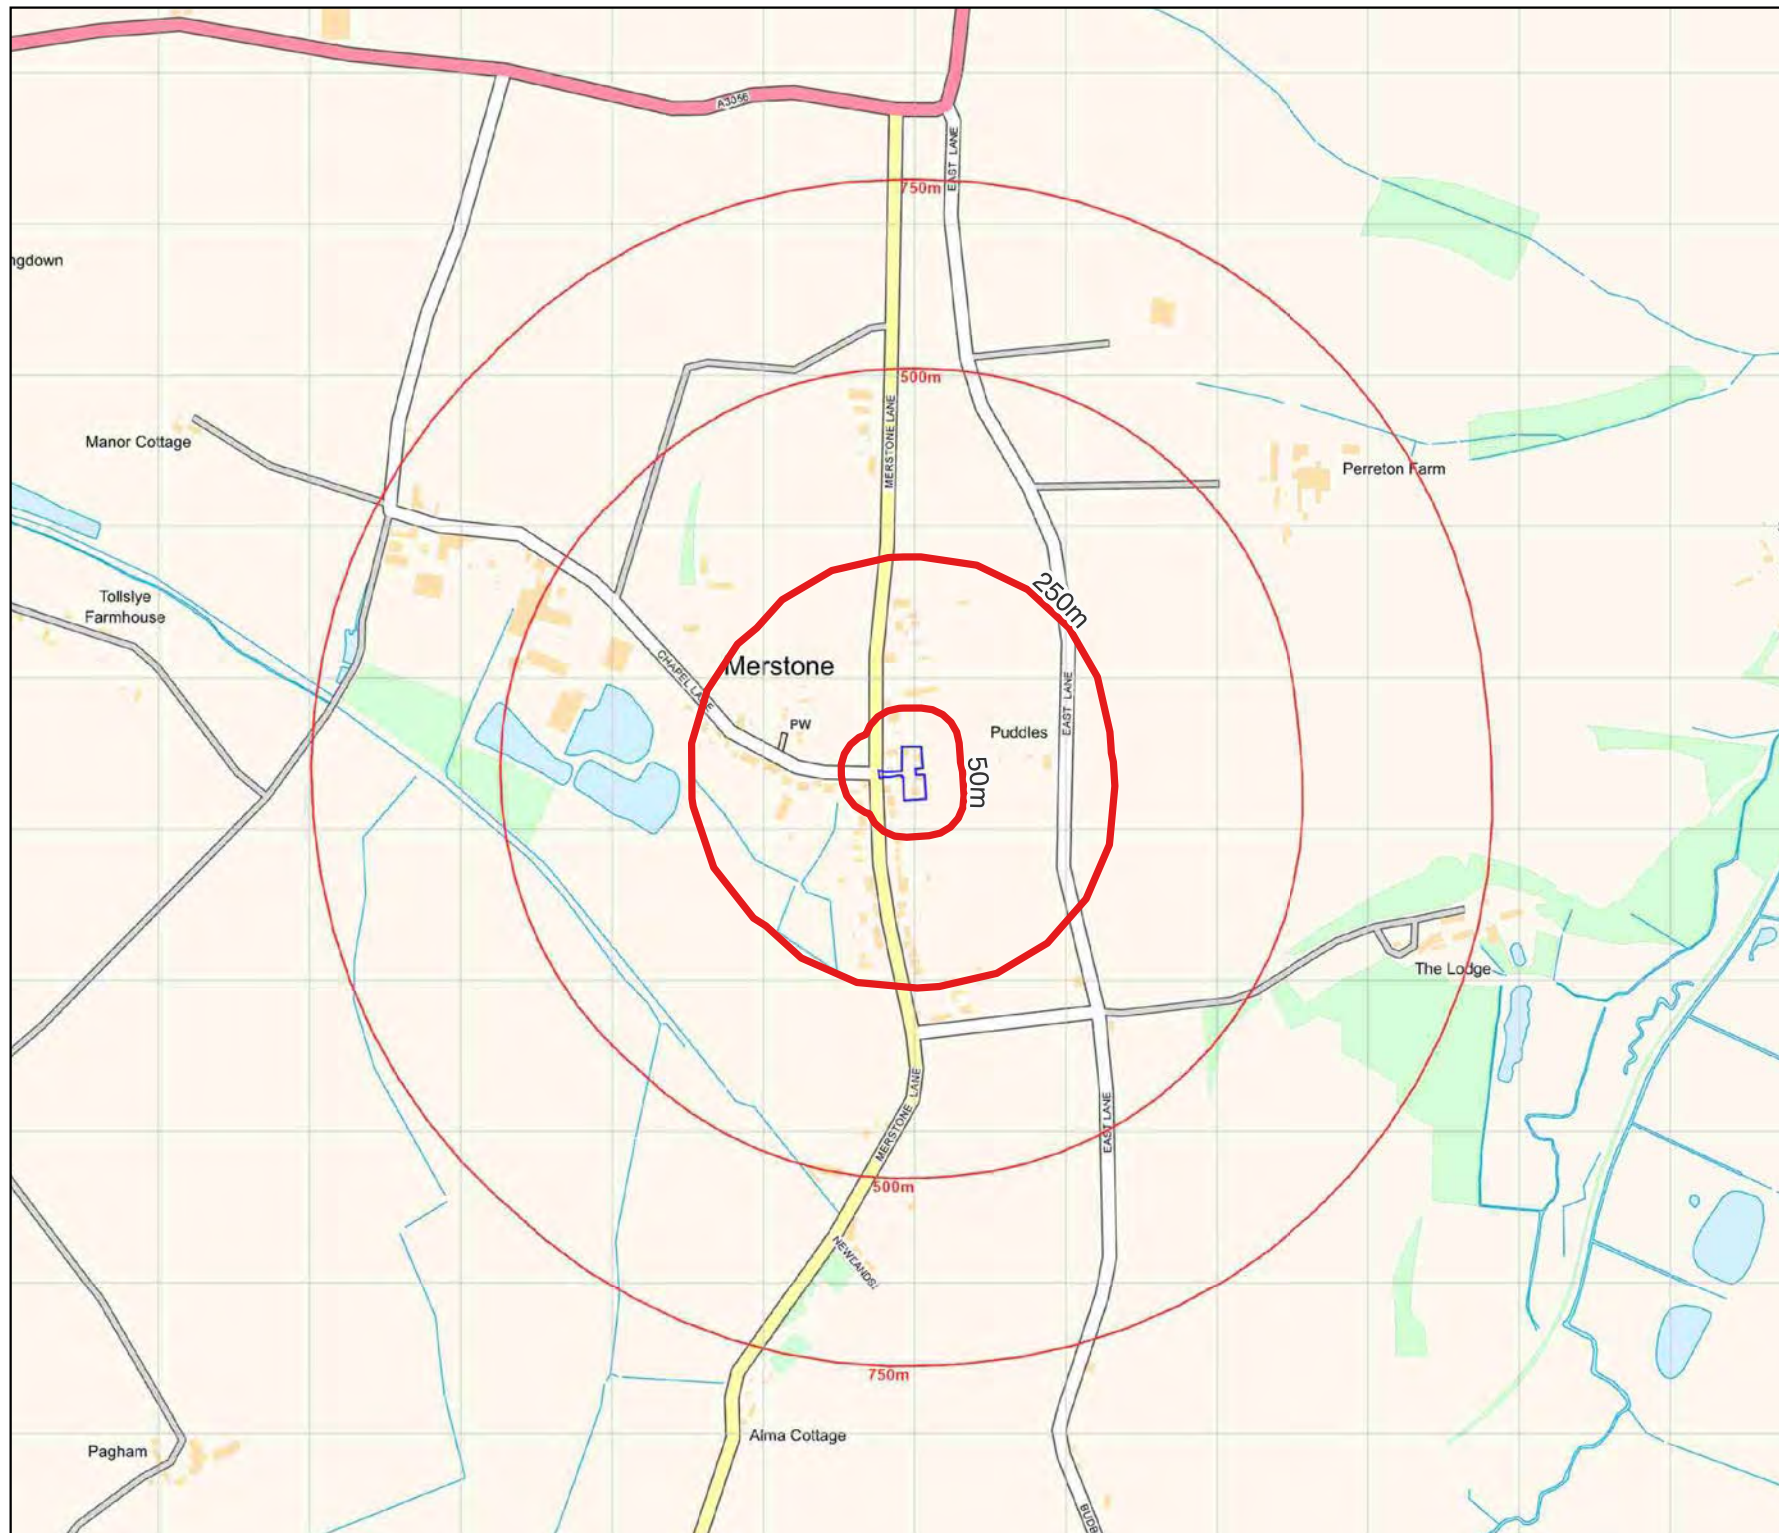 A3056
EAST LANE
750m
ngdown
500m
MERSTONE LANE
Manor Cottage
Perreton Farm
250m
Tollslye
Farmhouse
CHAPEL LANE
Merstone
EAST LANE
PW
Puddles
50m
The Lodge
MERSTONE LANE
EAST LANE
500m
NEWLANDS
750m
Alma Cottage
Pagham
BUDB